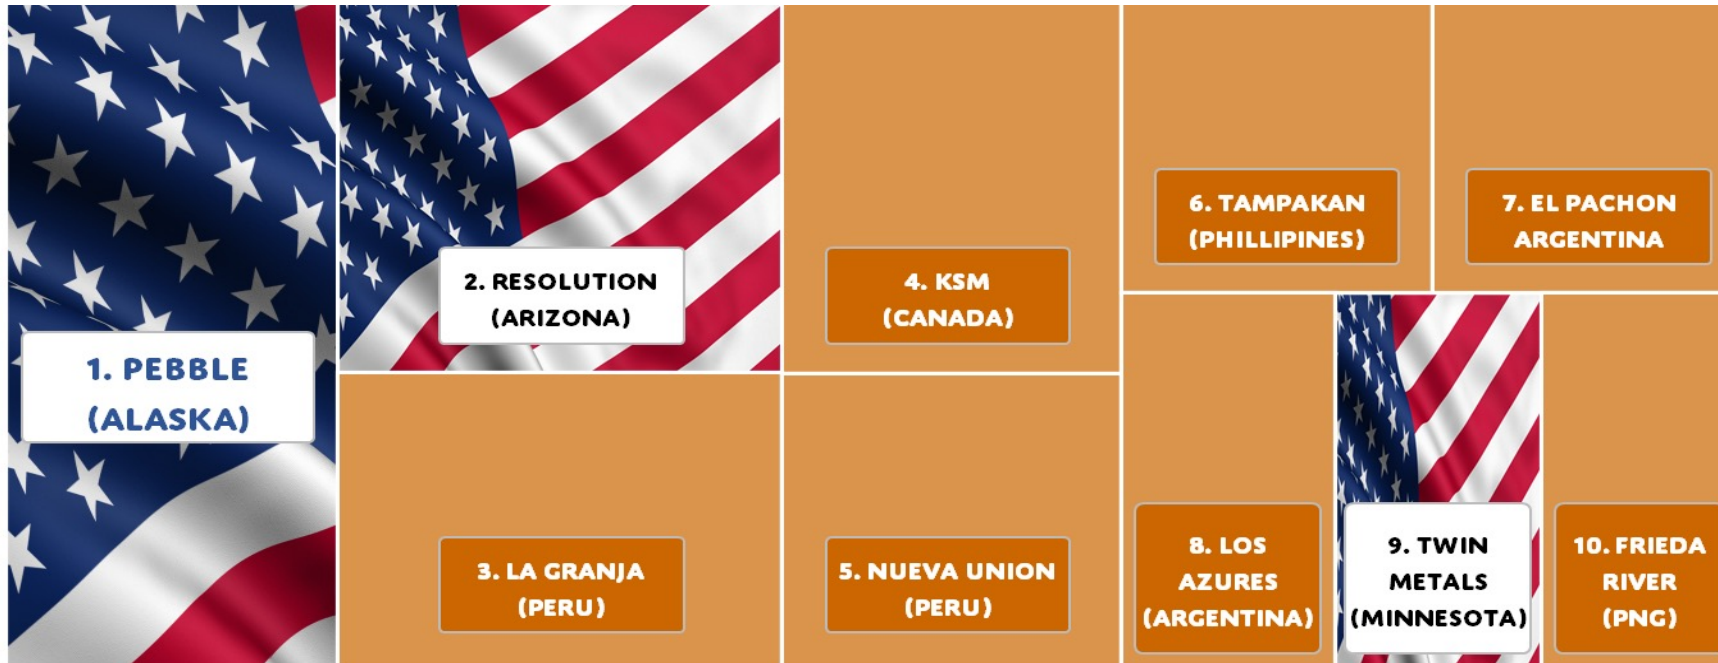 1. PEBBLE
(ALASKA)
2. RESOLUTION
(ARIZONA)
3. LA GRANJA
(PERU)
4. KSM
(CANADA)
5. NUEVA UNION
(PERU)
6. TAMPAKAN
(PHILLIPINES)
7. EL PACHON
ARGENTINA
8. LOS
AZURES
(ARGENTINA)
9. TWIN
METALS
(MINNESOTA)
10. FRIEDA
RIVER
(PNG)